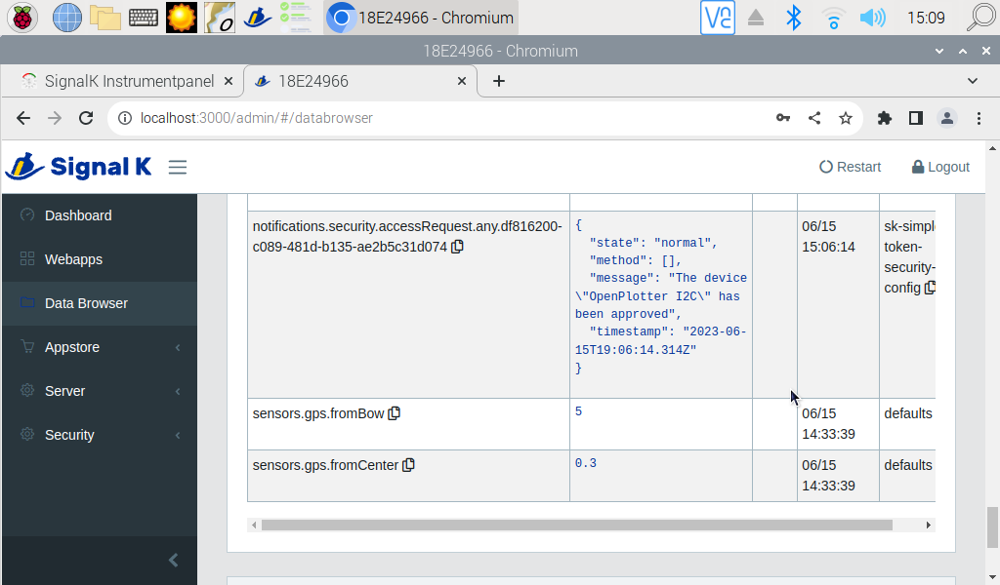 18E24966 - Chromium
V2
15:09
18E24966 - Chromium
SignalK Instrumentpanel
18E24966
localhost:3000/admin/#/databrowser
Signal K
Restart
Logout
Dashboard
Webapps
Data Browser
Appstore
Server
Security
notifications.security.accessRequest.any.df816200-
c089-481d-b135-ae2b5c31d074
{
"state": "normal",
"method": [],
"message": "The device
\"OpenPlotter I2C\" has
been approved",
"timestamp": "2023-06-
15T19:06:14.314Z"
}
06/15
15:06:14
sk-simpl
token-
security-
config
sensors.gps.fromBow
5
06/15
14:33:39
defaults
sensors.gps.fromCenter
0.3
06/15
14:33:39
defaults